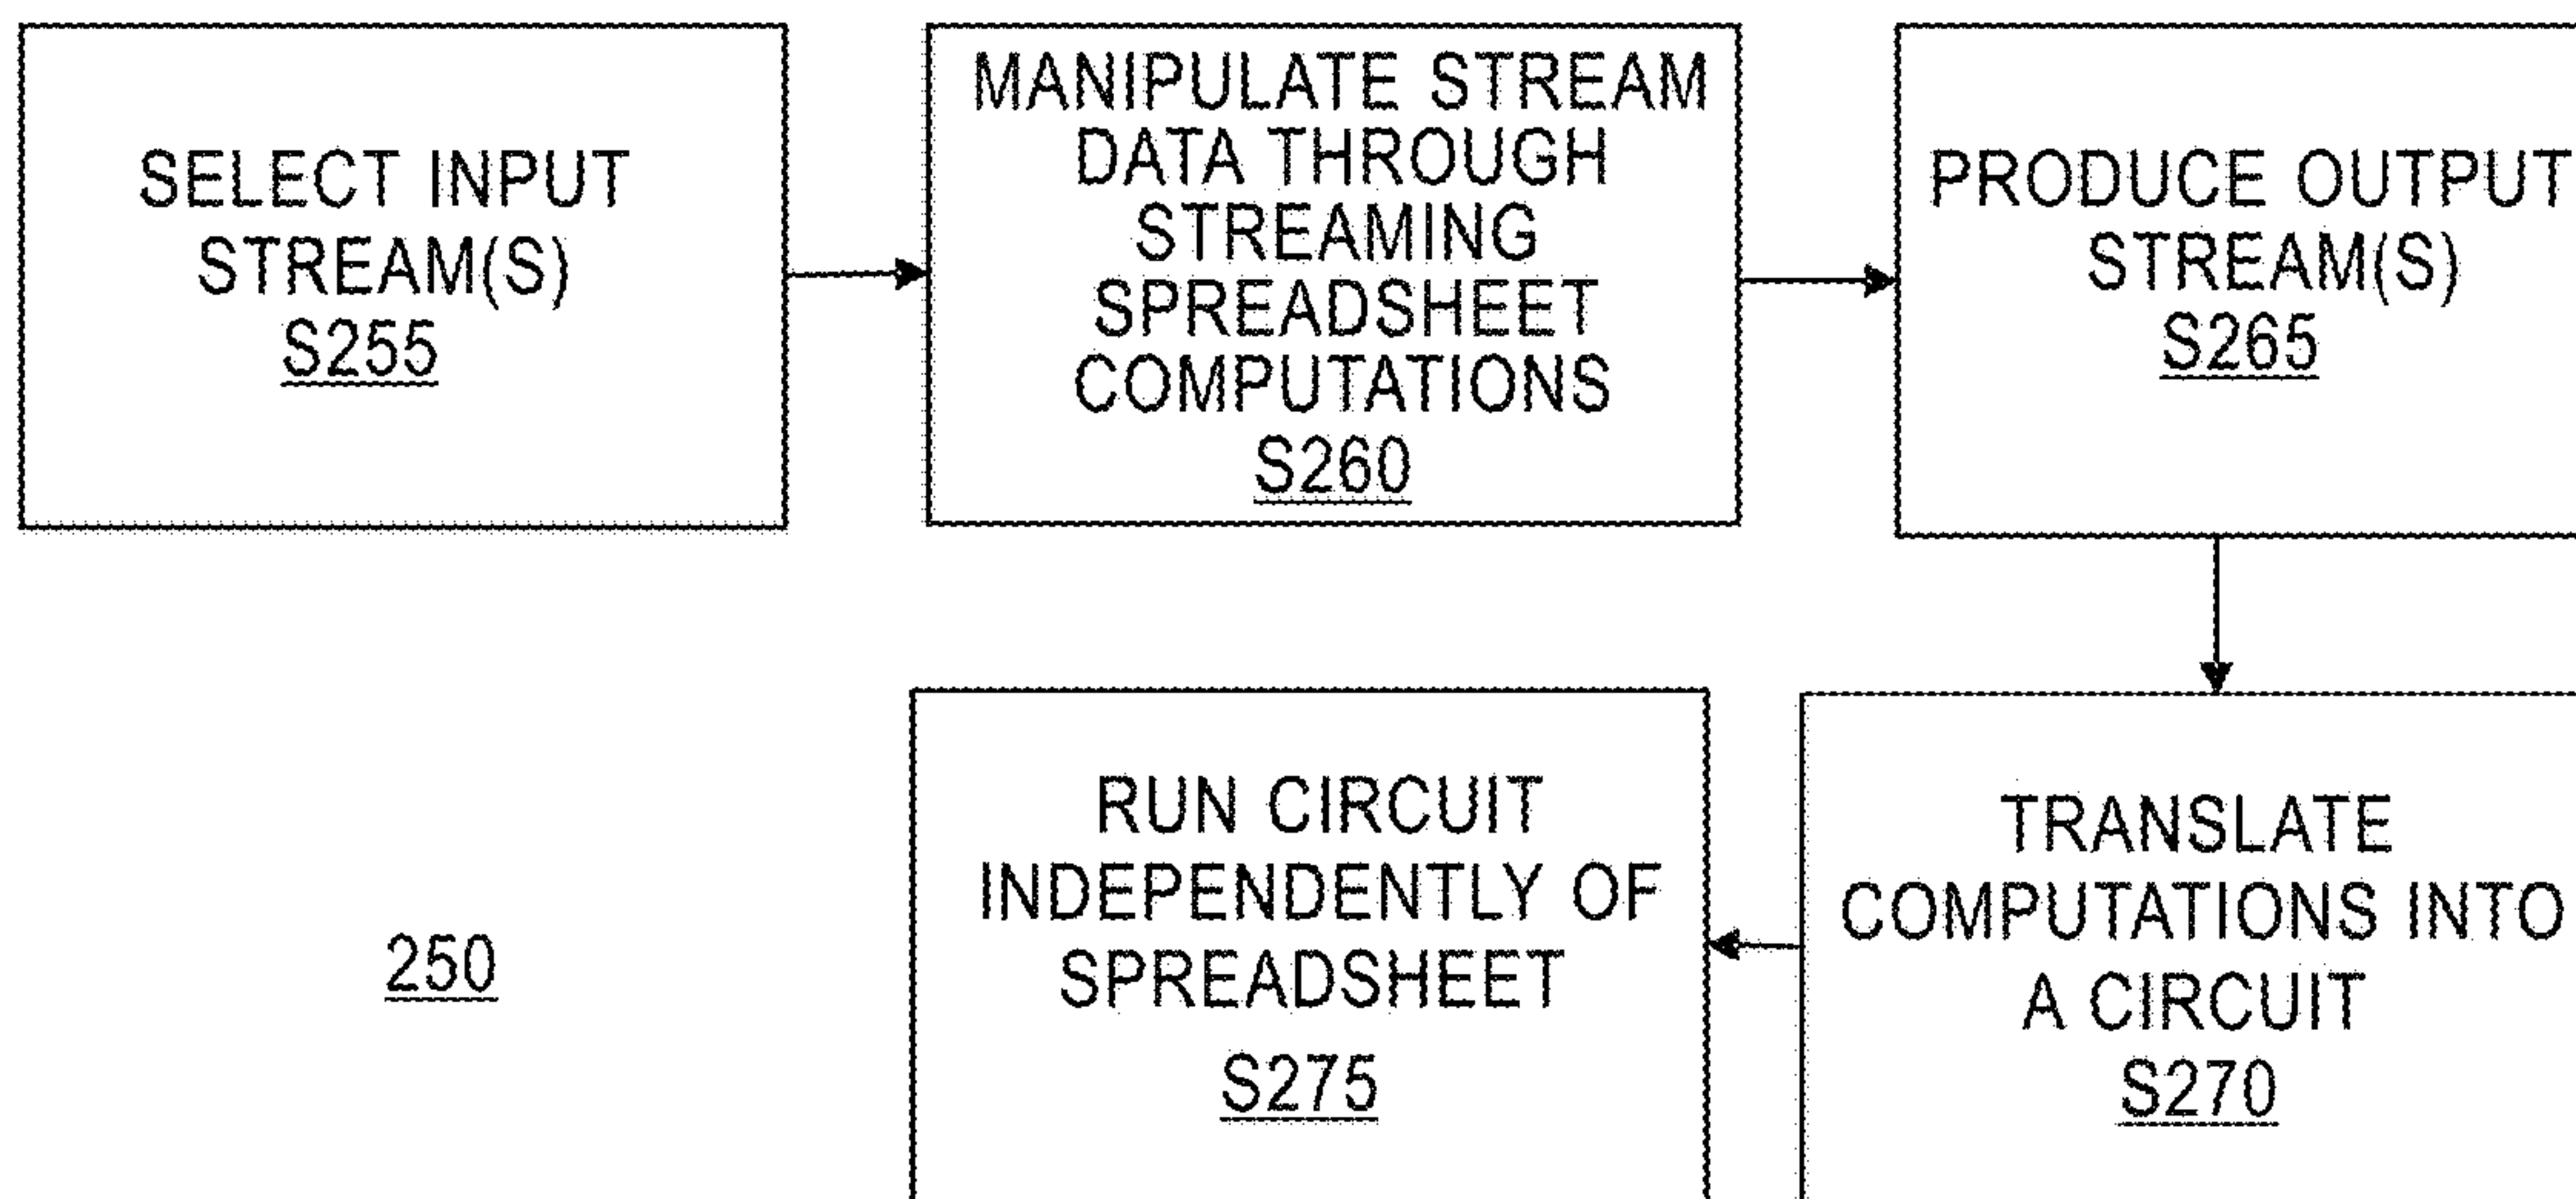 SELECT INPUT
STREAM(S)
S255
MANIPULATE STREAM
DATA THROUGH
STREAMING
SPREADSHEET
COMPUTATIONS
S260
PRODUCE OUTPUT
STREAM(S)
S265
TRANSLATE
COMPUTATIONS INTO
A CIRCUIT
S270
RUN CIRCUIT
INDEPENDENTLY OF
SPREADSHEET
S275
250